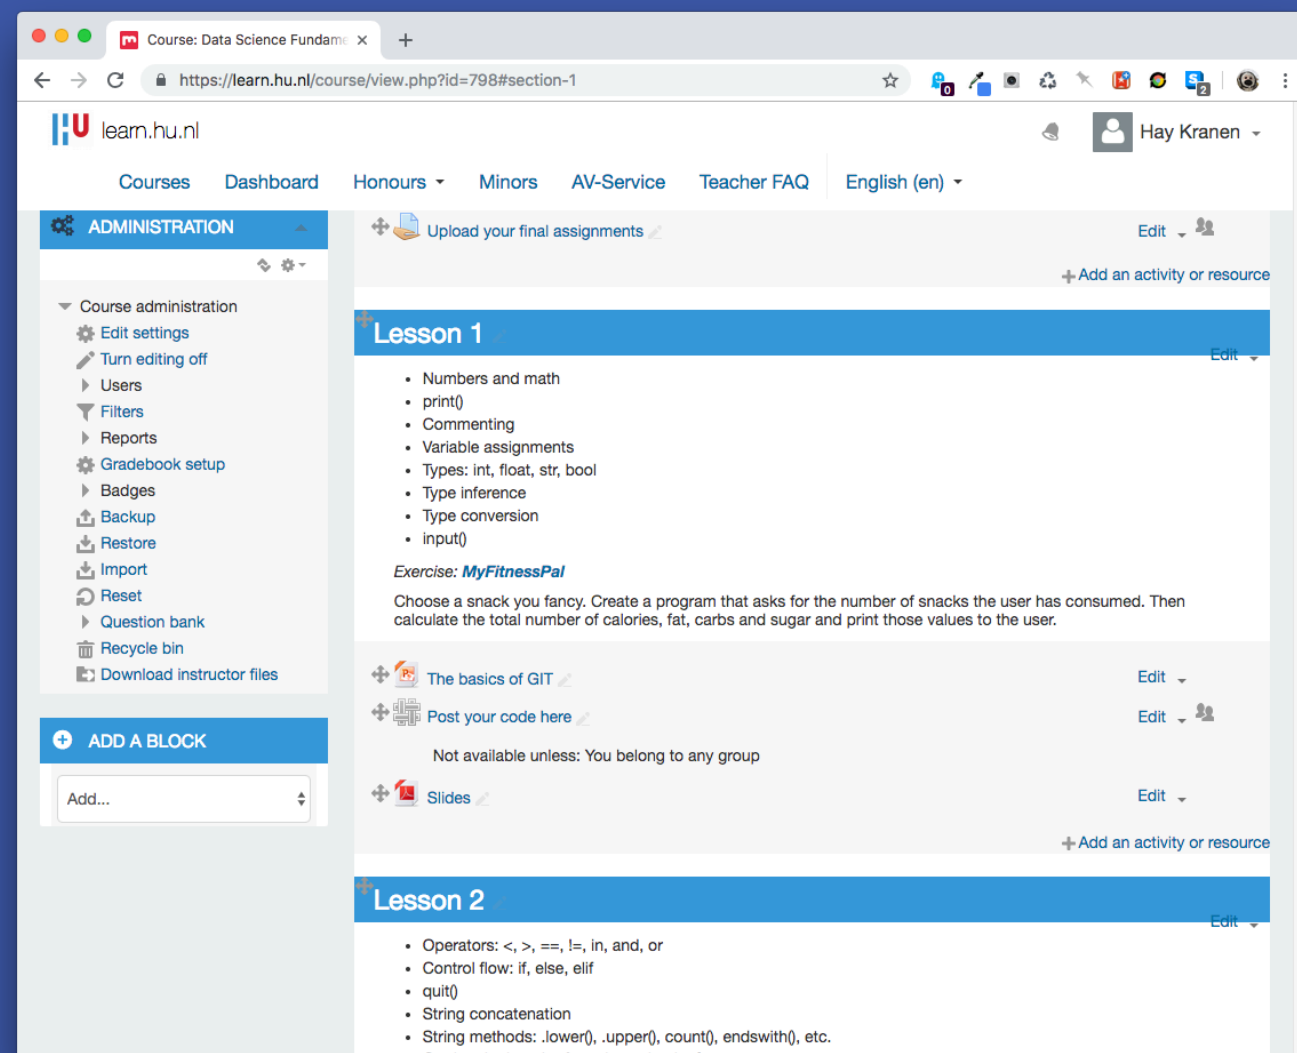 Course: Data Science Fundame
https://learn.hu.nl/course/view.php?id=798#section-1
0
2
HU learn.hu.nl
Hay Kranen
Courses Dashboard Honours Minors AV-Service Teacher FAQ English (en)
ADMINISTRATION
Course administration
Edit settings
Turn editing off
Users
Filters
Reports
Gradebook setup
Badges
Backup
Restore
Import
Reset
Question bank
Recycle bin
Download instructor files
ADD A BLOCK
Add...
Upload your final assignments
Edit
Add an activity or resource
Lesson 1
Edit
• Numbers and math
• print()
• Commenting
• Variable assignments
• Types: int, float, str, bool
• Type inference
• Type conversion
• input()
Exercise: MyFitnessPal
Choose a snack you fancy. Create a program that asks for the number of snacks the user has consumed. Then
calculate the total number of calories, fat, carbs and sugar and print those values to the user.
The basics of GIT
Edit
Post your code here
Edit
Not available unless: You belong to any group
Slides
Edit
Add an activity or resource
Lesson 2
Edit
• Operators: <, >, ==, !=, in, and, or
• Control flow: if, else, elif
• quit()
• String concatenation
• String methods: .lower(), .upper(), count(), endswith(), etc.